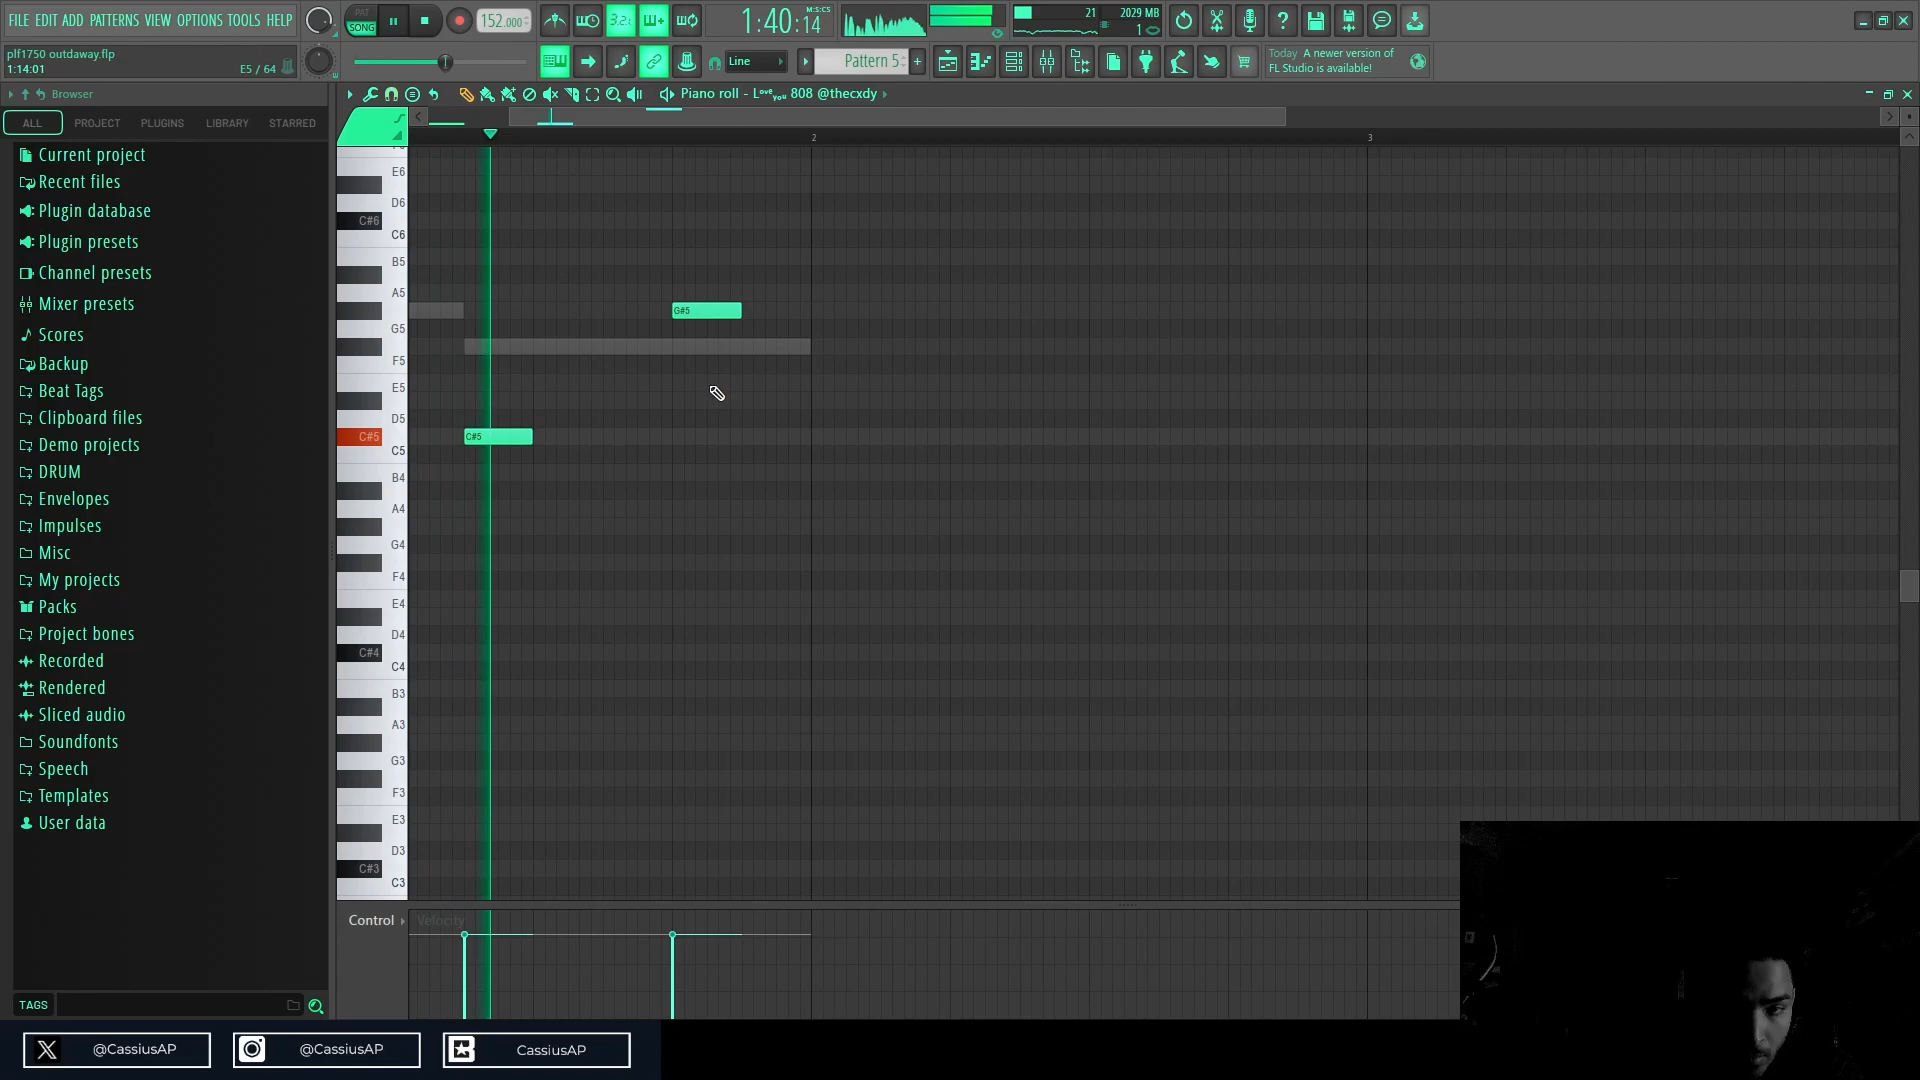 FILE EDIT ADD PATTERNS VIEW OPTIONS TOOLS HELP
PAT
SONG
152.000
3.2.
1:40:14
M:S:CS
21
2029 MB
1
plf1750 outdaway.flp
1:14:01
E5 / 64
Line
Pattern 5
+
Today A newer version of
FL Studio is available!
Browser
ALL
PROJECT
PLUGINS
LIBRARY
STARRED
Current project
Recent files
Plugin database
Plugin presets
Channel presets
Mixer presets
Scores
Backup
Beat Tags
Clipboard files
Demo projects
DRUM
Envelopes
Impulses
Misc
My projects
Packs
Project bones
Recorded
Rendered
Sliced audio
Soundfonts
Speech
Templates
User data
TAGS
Piano roll - Love you 808 @thecxdy
2
3
E6
D6
C#6
C6
B5
A5
G5
F5
E5
D5
C#5
C5
B4
A4
G4
F4
E4
D4
C#4
C4
B3
A3
G3
F3
E3
D3
C#3
C3
G#5
C#5
Control
Velocity
@CassiusAP
@CassiusAP
CassiusAP